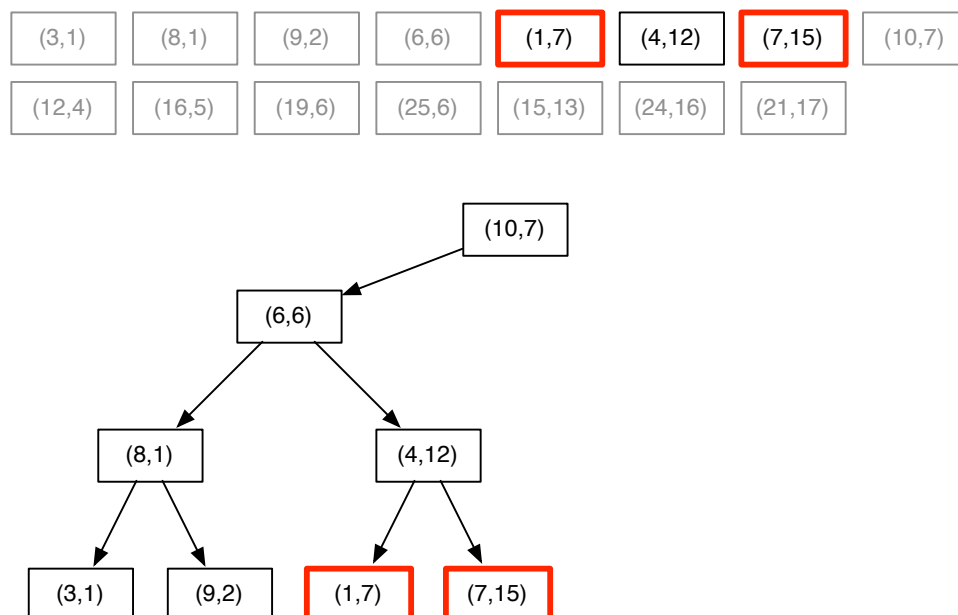 (3,1) (8,1) (9,2) (6,6) (1,7) (4,12) (7,15) (10,7)
(12,4) (16,5) (19,6) (25,6) (15,13) (24,16) (21,17)
(10,7)
(6,6)
(8,1) (4,12)
(3,1) (9,2) (1,7) (7,15)